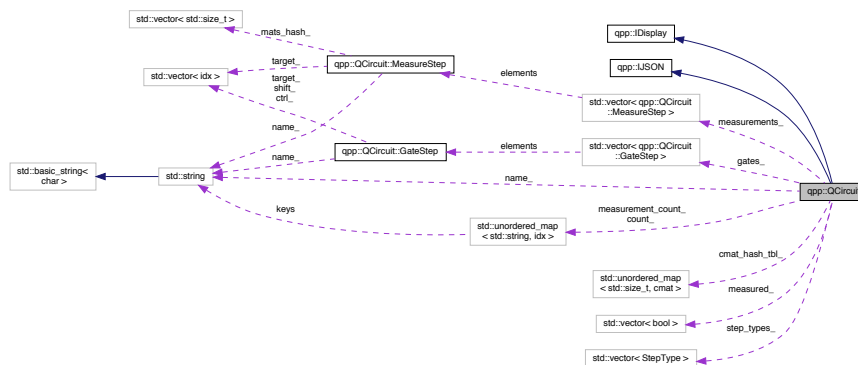 std::vector< std::size_t >
mats_hash_
qpp::IDisplay
qpp::QCircuit::MeasureStep
qpp::IJSON
target_
std::vector< idx >
target_
shift_
ctrl_
elements
std::vector< qpp::QCircuit
::MeasureStep >
measurements_
name_
std::vector< qpp::QCircuit
::GateStep >
elements
qpp::QCircuit::GateStep
gates_
name_
std::basic_string<
char >
std::string
name_
qpp::QCircuit
keys
std::unordered_map
< std::string, idx >
measurement_count_
count_
cmat_hash_tbl_
std::unordered_map
< std::size_t, cmat >
measured_
std::vector< bool >
step_types_
std::vector< StepType >